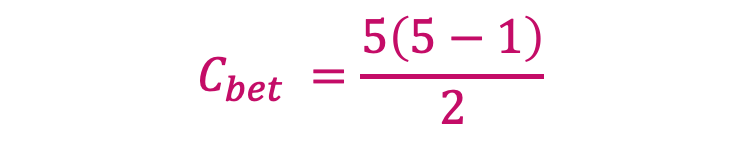 C_bet = 5(5 − 1) / 2